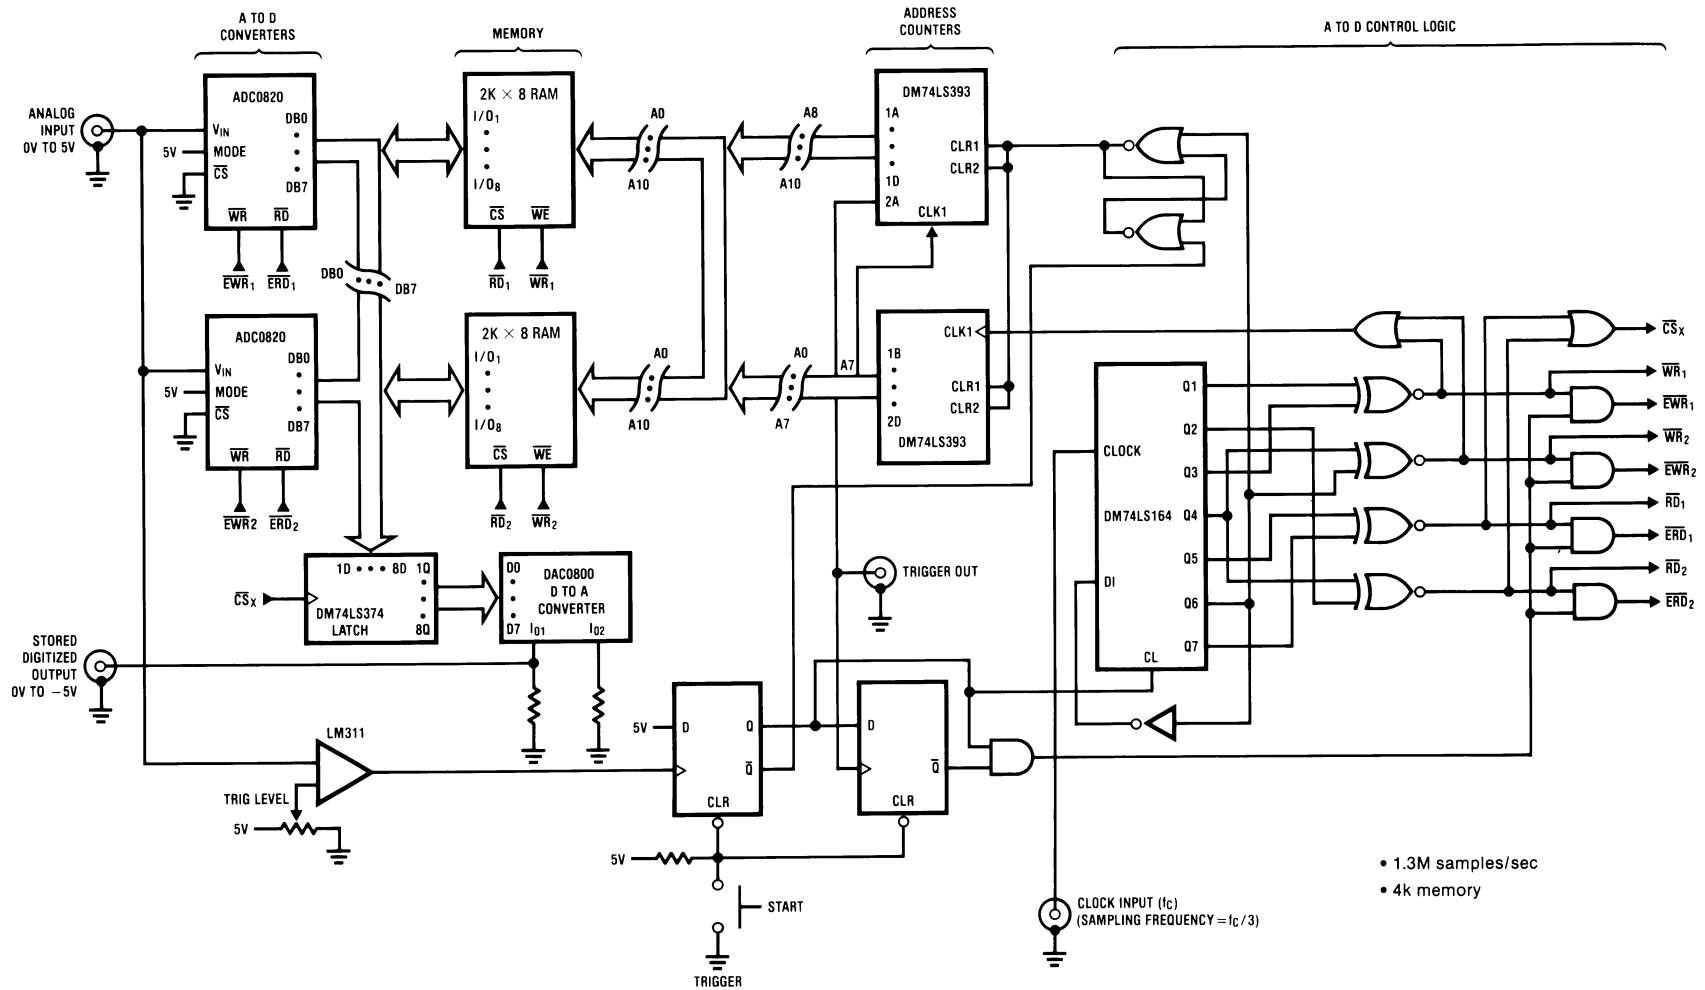 A TO D
CONVERTERS
MEMORY
ADDRESS
COUNTERS
A TO D CONTROL LOGIC
ANALOG
INPUT
0V TO 5V
ADC0820
VIN
5V
MODE
CS
DB0
DB7
WR
RD
EWR1
ERD1
DB0
DB7
2K × 8 RAM
I/O1
I/O8
CS
WE
RD1
WR1
A0
A10
A8
A10
DM74LS393
1A
1D
2A
CLR1
CLR2
CLK1
ADC0820
VIN
5V
MODE
CS
DB0
DB7
WR
RD
EWR2
ERD2
2K × 8 RAM
I/O1
I/O8
CS
WE
RD2
WR2
A0
A10
A0
A7
A7
CLK1
1B
CLR1
CLR2
2D
DM74LS393
CLOCK
DM74LS164
DI
CL
Q1
Q2
Q3
Q4
Q5
Q6
Q7
CSX
WR1
EWR1
WR2
EWR2
RD1
ERD1
RD2
ERD2
CSX
1D
8D
1Q
DM74LS374
LATCH
8Q
D0
DAC0800
D TO A
CONVERTER
D7
IO1
IO2
TRIGGER OUT
STORED
DIGITIZED
OUTPUT
0V TO −5V
LM311
TRIG LEVEL
5V
5V
D
Q
Q
CLR
D
Q
CLR
5V
START
TRIGGER
CLOCK INPUT (fC)
(SAMPLING FREQUENCY = fC/3)
• 1.3M samples/sec
• 4k memory